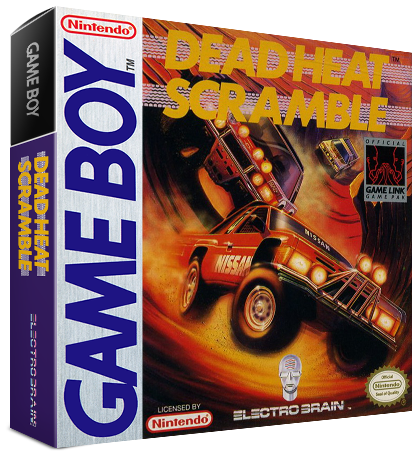 GAME BOY
DEAD HEAT
SCRAMBLE
ELECTRO BRAIN
Nintendo
GAME BOY
TM
DEAD HEAT
TM
SCRAMBLE
OFFICIAL
GAME LINK
GAME PAK
NISSAN
NISSAN
LICENSED BY
Nintendo
ELECTRO BRAIN
Official
Nintendo
Seal of Quality